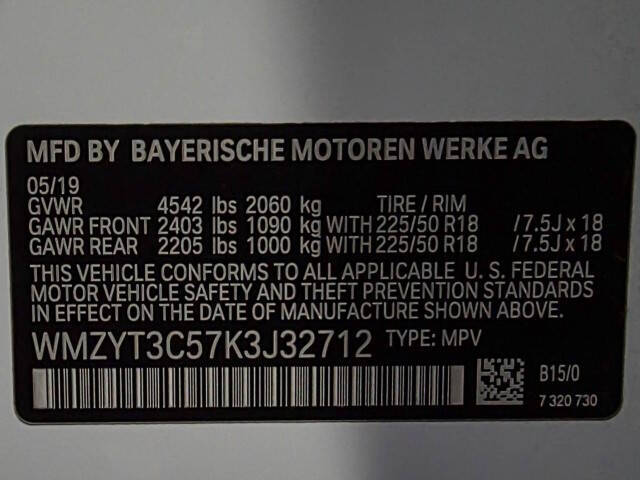 MFD BY BAYERISCHE MOTOREN WERKE AG
05/19
GVWR 4542 lbs 2060 kg TIRE / RIM
GAWR FRONT 2403 lbs 1090 kg WITH 225/50 R18 /7.5J x 18
GAWR REAR 2205 lbs 1000 kg WITH 225/50 R18 /7.5J x 18
THIS VEHICLE CONFORMS TO ALL APPLICABLE U. S. FEDERAL
MOTOR VEHICLE SAFETY AND THEFT PREVENTION STANDARDS
IN EFFECT ON THE DATE OF MANUFACTURE SHOWN ABOVE.
WMZYT3C57K3J32712 TYPE: MPV
B15/0
7 320 730